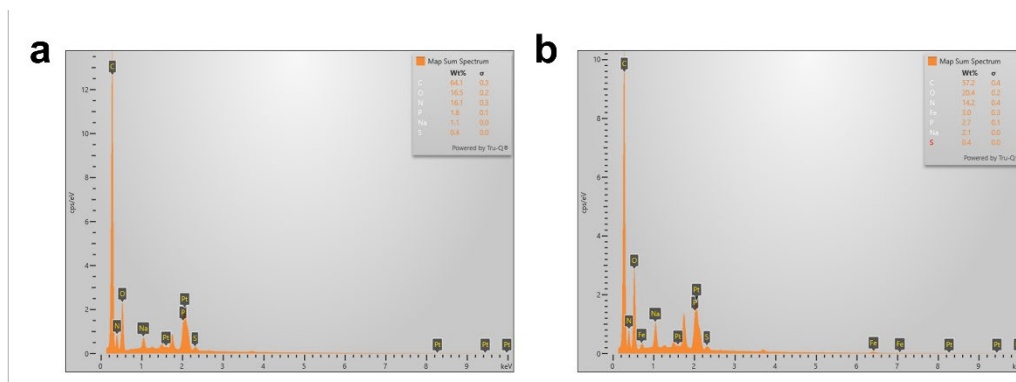 a
b
Map Sum Spectrum
Wt% σ
C 64.1 0.3
O 16.5 0.2
N 16.1 0.3
P 1.8 0.1
Na 1.1 0.0
S 0.4 0.0
Powered by Tru-Q®
cps/eV
12
10
8
6
4
2
0
C
O
N
Na
Pt
Pt
P
S
Pt
Pt
Pt
0 1 2 3 4 5 6 7 8 9 keV
Map Sum Spectrum
Wt% σ
C 57.2 0.4
O 20.4 0.2
N 14.2 0.4
Fe 3.0 0.3
P 2.7 0.1
Na 2.1 0.0
S 0.4 0.0
Powered by Tru-Q
cps/eV
10
8
6
4
2
0
C
O
N
Fe
Na
Pt
Pt
P
S
Fe
Fe
Pt
Pt
0 1 2 3 4 5 6 7 8 9 keV